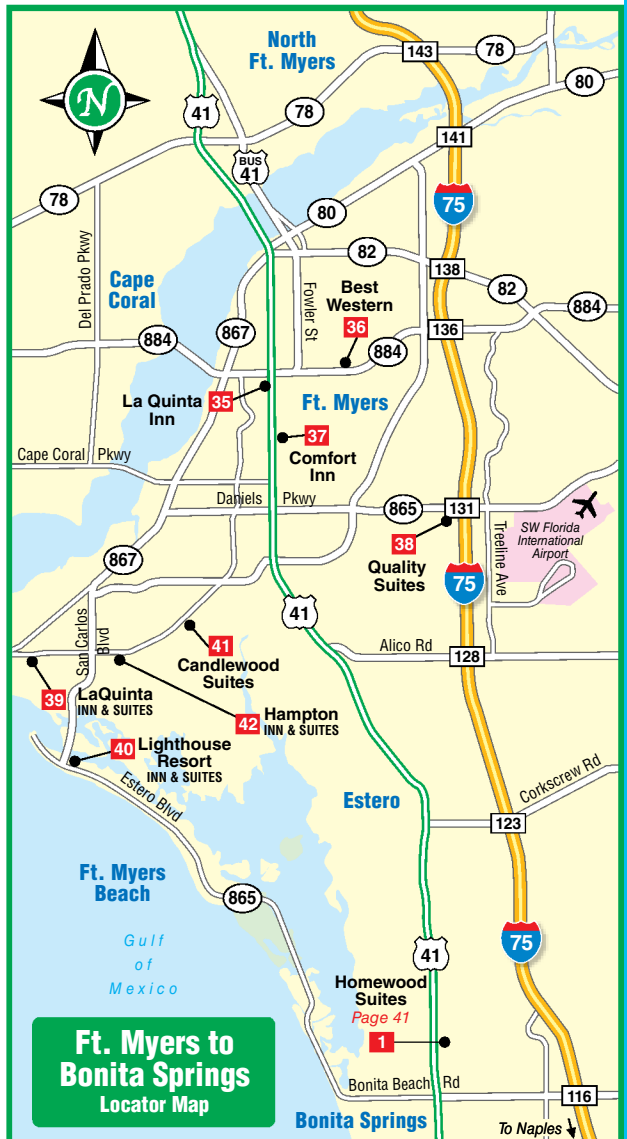 North
Ft. Myers
143
78
80
N
41
78
BUS
41
141
78
80
75
Del Prado Pkwy
Cape
Coral
82
138
82
Best
Western
Fowler St
36
884
867
884
136
884
La Quinta
Inn
35
Ft. Myers
37
Comfort
Inn
Cape Coral Pkwy
Daniels Pkwy
865
131
SW Florida
International
Airport
38
Quality
Suites
Treeline Ave
867
75
41
San Carlos
Blvd
41
Candlewood
Suites
Alico Rd
128
39
LaQuinta
INN & SUITES
42
Hampton
INN & SUITES
40
Lighthouse
Resort
INN & SUITES
Estero Blvd
Corkscrew Rd
Estero
123
Ft. Myers
Beach
865
Gulf
of
Mexico
41
75
Homewood
Suites
Page 41
1
Ft. Myers to
Bonita Springs
Locator Map
Bonita Beach Rd
116
Bonita Springs
To Naples